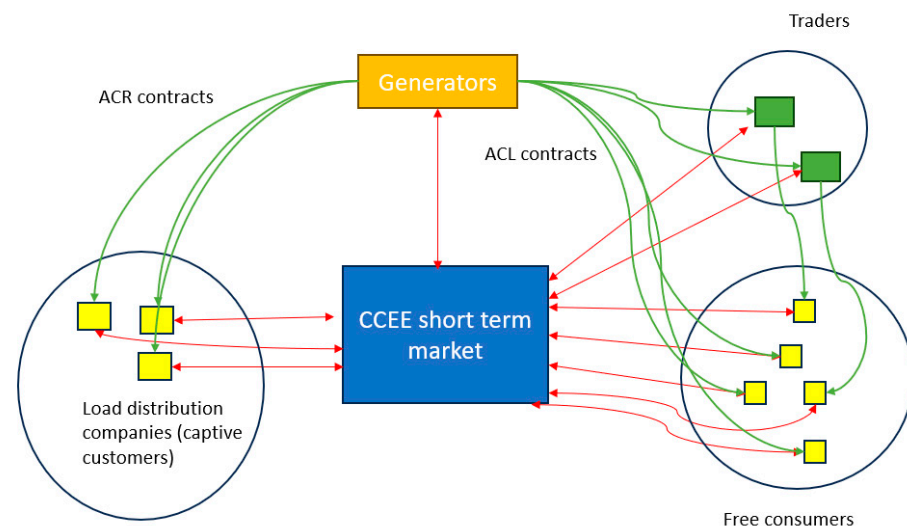 Traders
Generators
ACR contracts
ACL contracts
CCEE short term
market
Load distribution
companies (captive
customers)
Free consumers